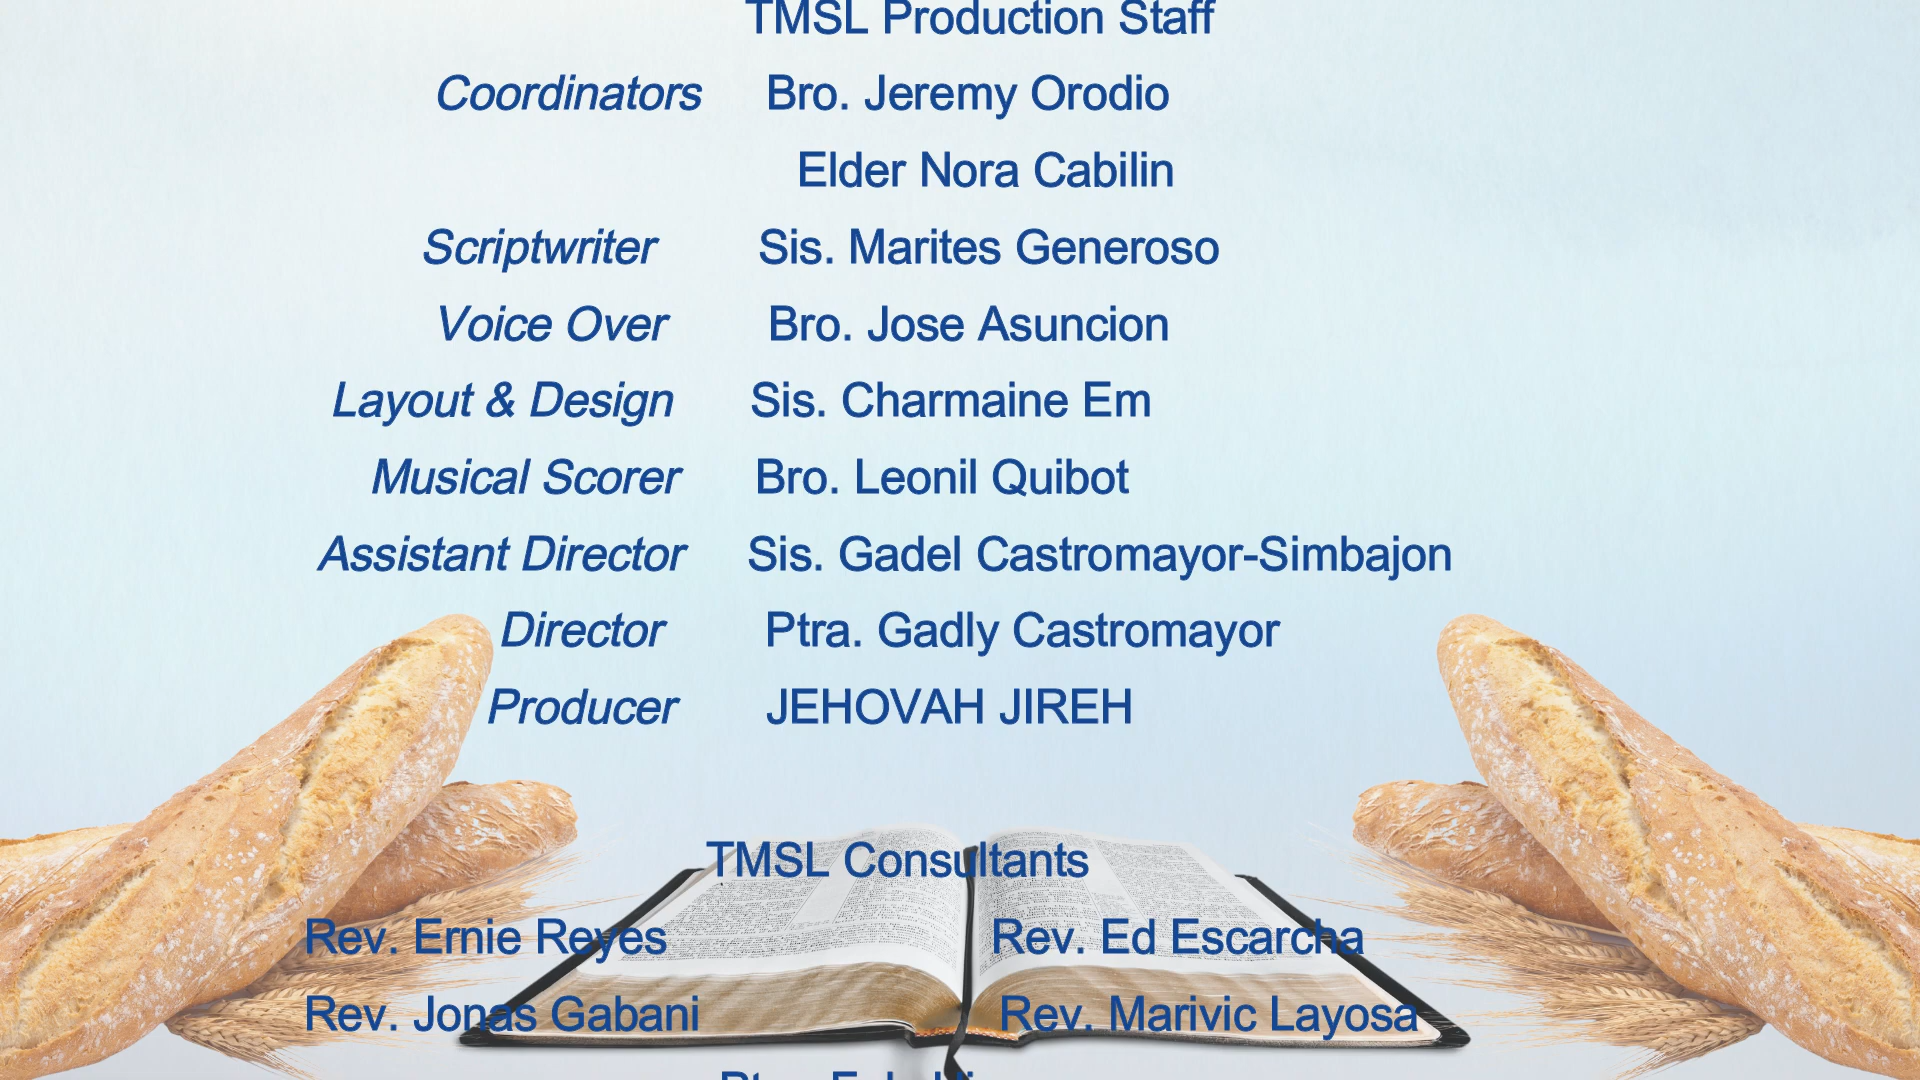 TMSL Production Staff
Coordinators Bro. Jeremy Orodio
Elder Nora Cabilin
Scriptwriter Sis. Marites Generoso
Voice Over Bro. Jose Asuncion
Layout & Design Sis. Charmaine Em
Musical Scorer Bro. Leonil Quibot
Assistant Director Sis. Gadel Castromayor-Simbajon
Director Ptra. Gadly Castromayor
Producer JEHOVAH JIREH
TMSL Consultants
Rev. Ernie Reyes Rev. Ed Escarcha
Rev. Jonas Gabani Rev. Marivic Layosa